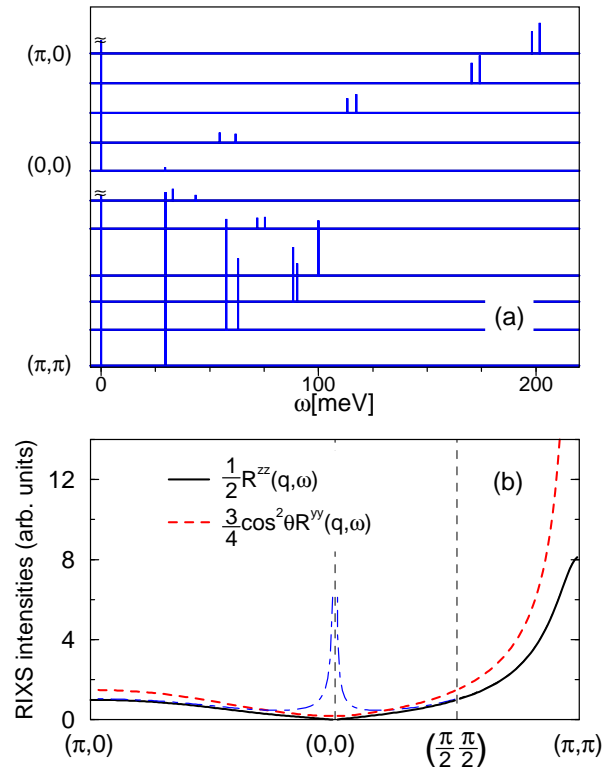 (π,0)
(0,0)
(π,π)
≈
≈
(a)
0
100
200
ω[meV]
RIXS intensities (arb. units)
12
8
4
0
1/2 R^zz(q,ω)
3/4 cos²θR^yy(q,ω)
(b)
(π,0)
(0,0)
(π/2 π/2)
(π,π)